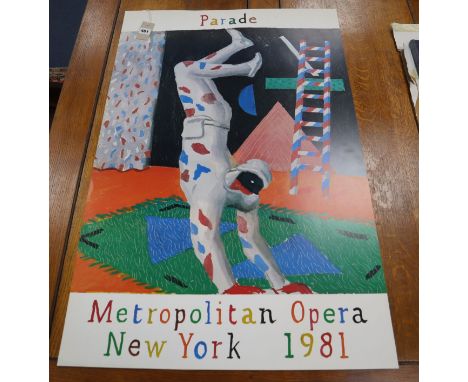 Parade
Metropolitan Opera
New York 1981